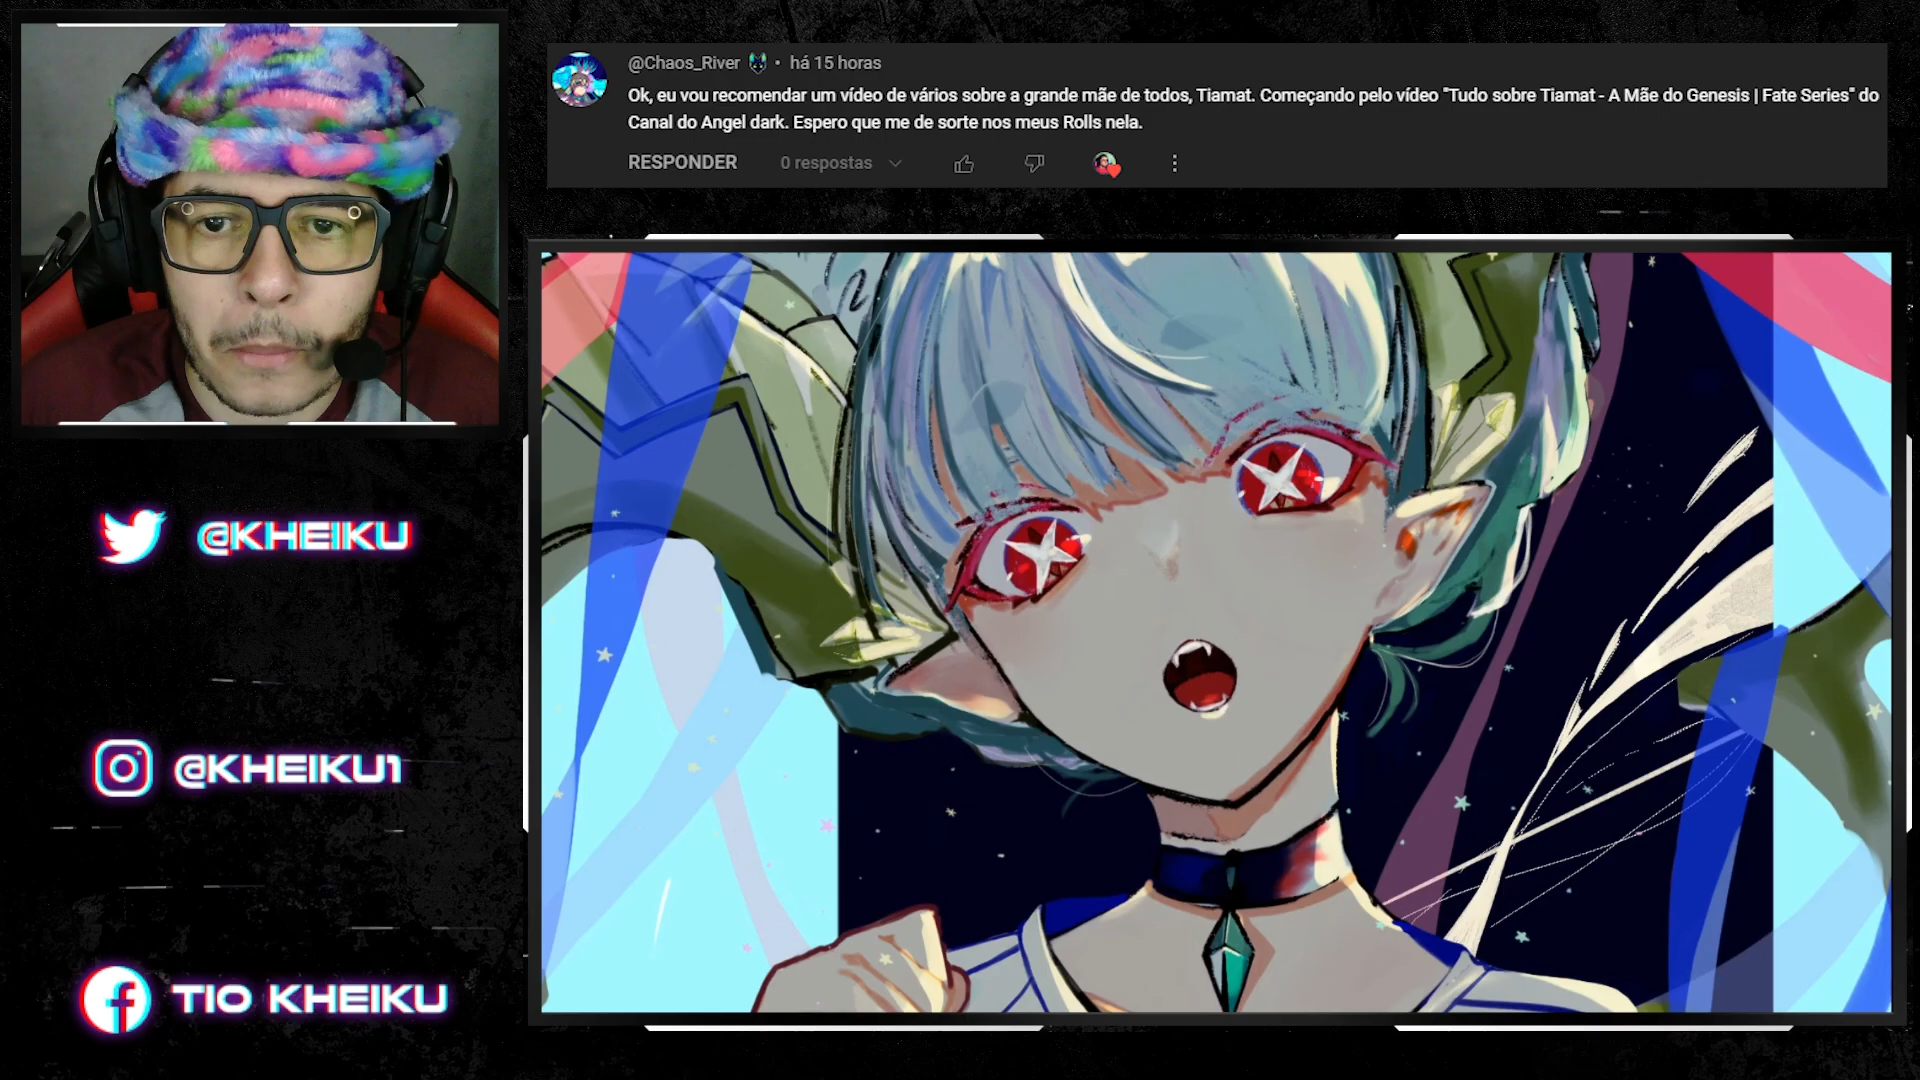 @Chaos_River • há 15 horas
Ok, eu vou recomendar um vídeo de vários sobre a grande mãe de todos, Tiamat. Começando pelo vídeo "Tudo sobre Tiamat - A Mãe do Genesis | Fate Series" do
Canal do Angel dark. Espero que me de sorte nos meus Rolls nela.
RESPONDER 0 respostas
@KHEIKU
@KHEIKU1
TIO KHEIKU